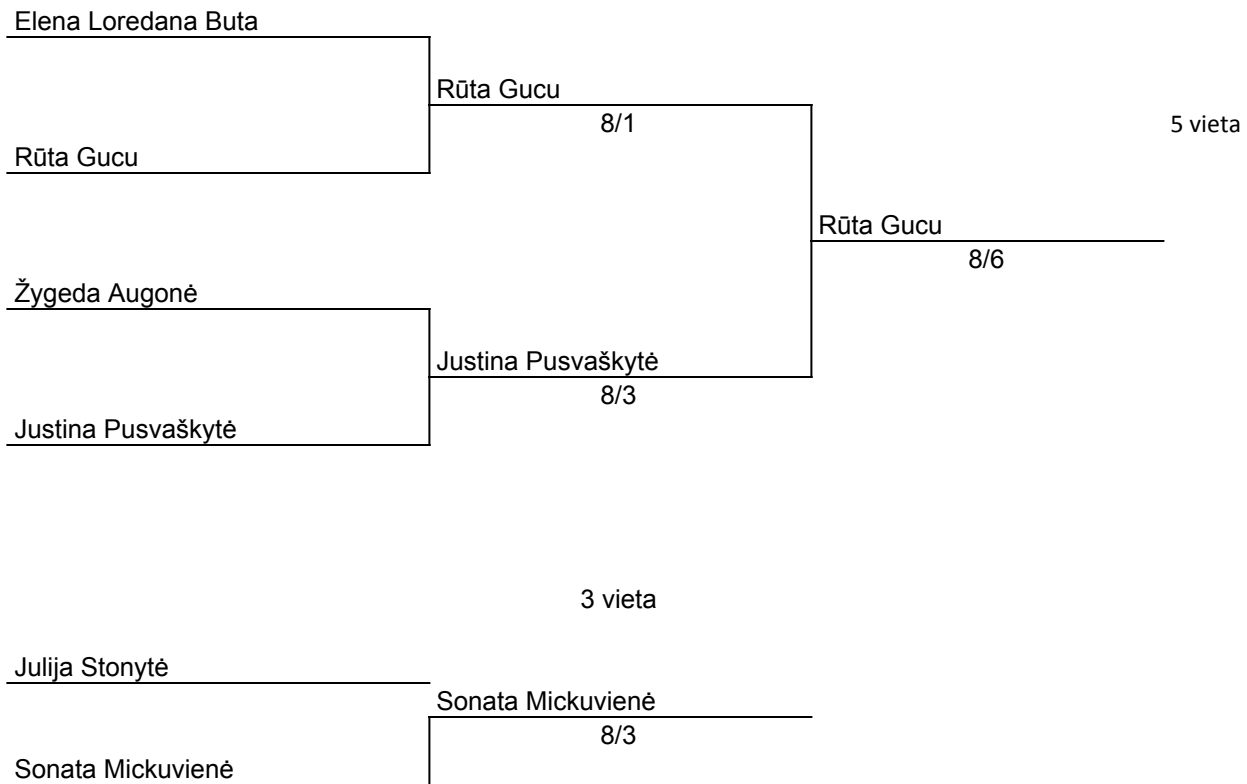 Elena Loredana Buta
Rūta Gucu
8/1
5 vieta
Rūta Gucu
Rūta Gucu
8/6
Žygeda Augonė
Justina Pusvaškytė
8/3
Justina Pusvaškytė
3 vieta
Julija Stonytė
Sonata Mickuvienė
8/3
Sonata Mickuvienė